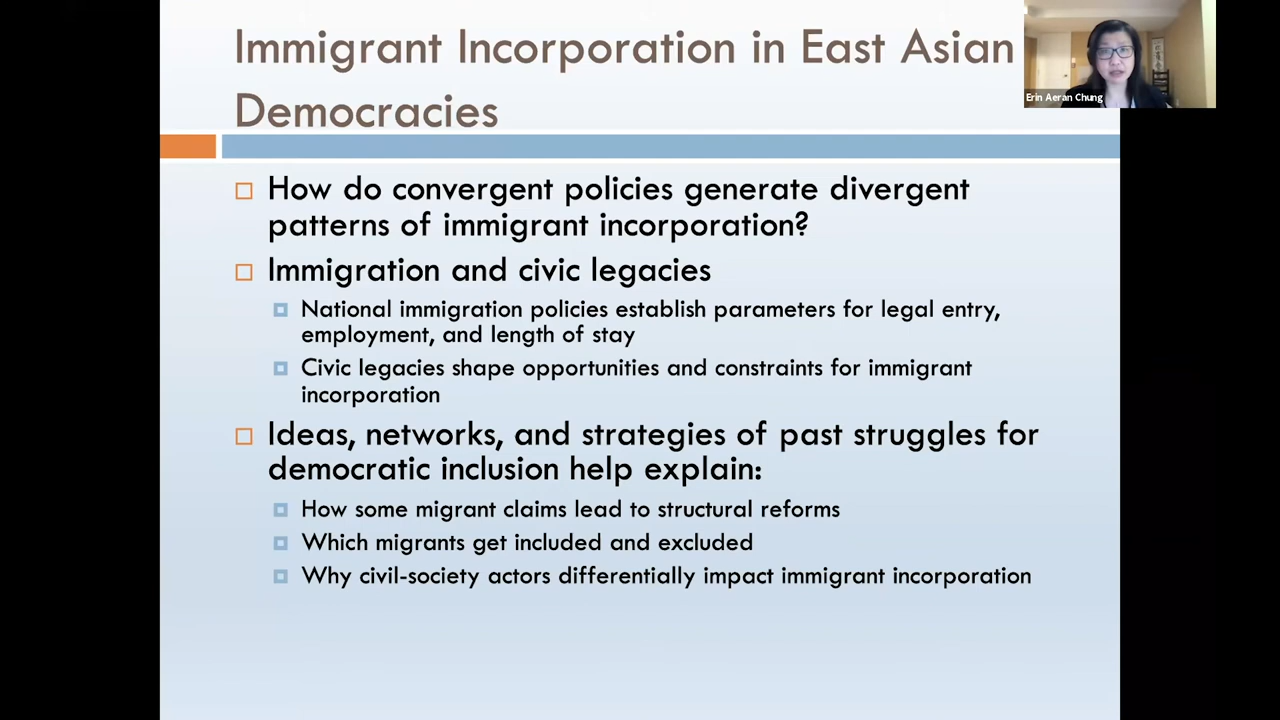 Immigrant Incorporation in East Asian
Democracies
Erin Aeran Chung
How do convergent policies generate divergent
patterns of immigrant incorporation?
Immigration and civic legacies
National immigration policies establish parameters for legal entry,
employment, and length of stay
Civic legacies shape opportunities and constraints for immigrant
incorporation
Ideas, networks, and strategies of past struggles for
democratic inclusion help explain:
How some migrant claims lead to structural reforms
Which migrants get included and excluded
Why civil-society actors differentially impact immigrant incorporation